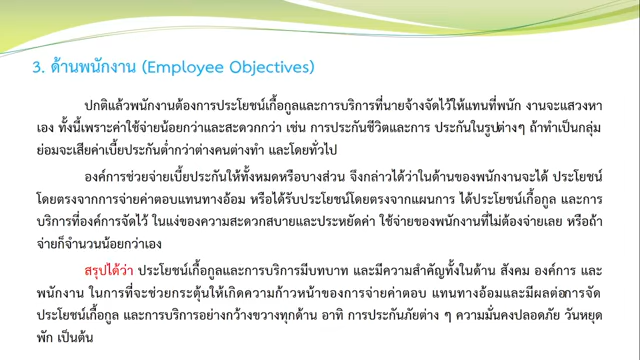 3. ด้านพนักงาน (Employee Objectives)
ปกติแล้วพนักงานต้องการประโยชน์เกื้อกูลและการบริการที่นายจ้างจัดไว้ให้แทนที่พนัก งานจะแสวงหา
เอง ทั้งนี้เพราะค่าใช้จ่ายน้อยกว่าและสะดวกกว่า เช่น การประกันชีวิตและการ ประกันในรูปต่างๆ ถ้าทำเป็นกลุ่ม
ย่อมจะเสียค่าเบี้ยประกันต่ำกว่าต่างคนต่างทำ และโดยทั่วไป
องค์การช่วยจ่ายเบี้ยประกันให้ทั้งหมดหรือบางส่วน จึงกล่าวได้ว่าในด้านของพนักงานจะได้ ประโยชน์
โดยตรงจากการจ่ายค่าตอบแทนทางอ้อม หรือได้รับประโยชน์โดยตรงจากแผนการ ได้ประโยชน์เกื้อกูล และการ
บริการที่องค์การจัดไว้ ในแง่ของความสะดวกสบายและประหยัดค่า ใช้จ่ายของพนักงานที่ไม่ต้องจ่ายเลย หรือถ้า
จ่ายก็จำนวนน้อยกว่าเอง
สรุปได้ว่า ประโยชน์เกื้อกูลและการบริการมีบทบาท และมีความสำคัญทั้งในด้าน สังคม องค์การ และ
พนักงาน ในการที่จะช่วยกระตุ้นให้เกิดความก้าวหน้าของการจ่ายค่าตอบ แทนทางอ้อมและมีผลต่อการจัด
ประโยชน์เกื้อกูล และการบริการอย่างกว้างขวางทุกด้าน อาทิ การประกันภัยต่าง ๆ ความมั่นคงปลอดภัย วันหยุด
พัก เป็นต้น